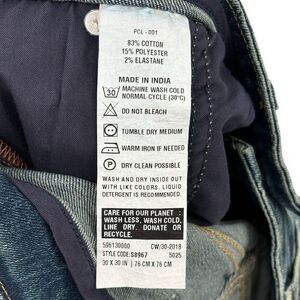 PCL - 001
83% COTTON
15% POLYESTER
2% ELASTANE
MADE IN INDIA
30 MACHINE WASH COLD
NORMAL CYCLE (30°C)
DO NOT BLEACH
TUMBLE DRY MEDIUM
WARM IRON IF NEEDED
P DRY CLEAN POSSIBLE
WASH AND DRY INSIDE OUT
WITH LIKE COLORS. LIQUID
DETERGENT IS RECOMMENDED.
CARE FOR OUR PLANET :
WASH LESS, WASH COLD,
LINE DRY. DONATE OR
RECYCLE.
596130000 CW/30-2018
STYLE CODE: S8967 5025
30 X 30 IN | 76 CM X 76 CM